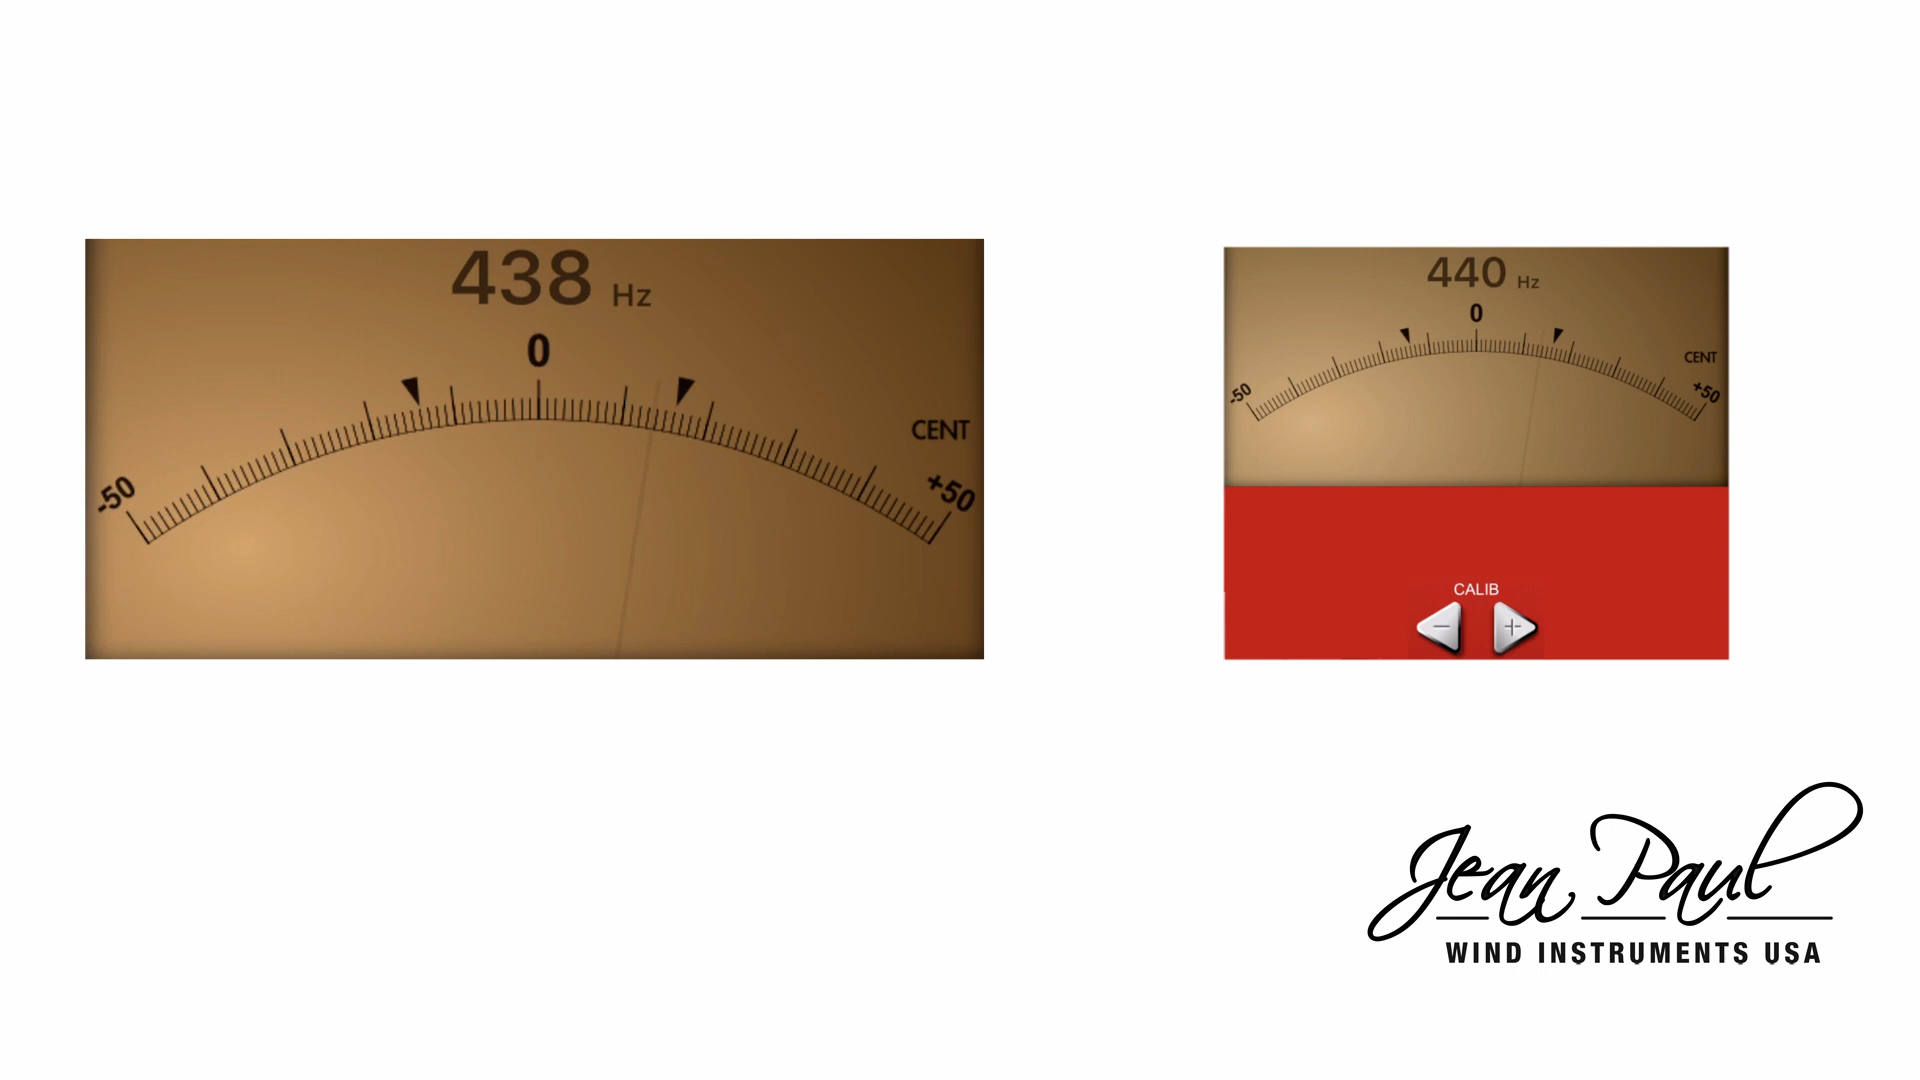 438 Hz
0
-50
+50
CENT
440 Hz
0
-50
+50
CENT
CALIB
Jean Paul
WIND INSTRUMENTS USA